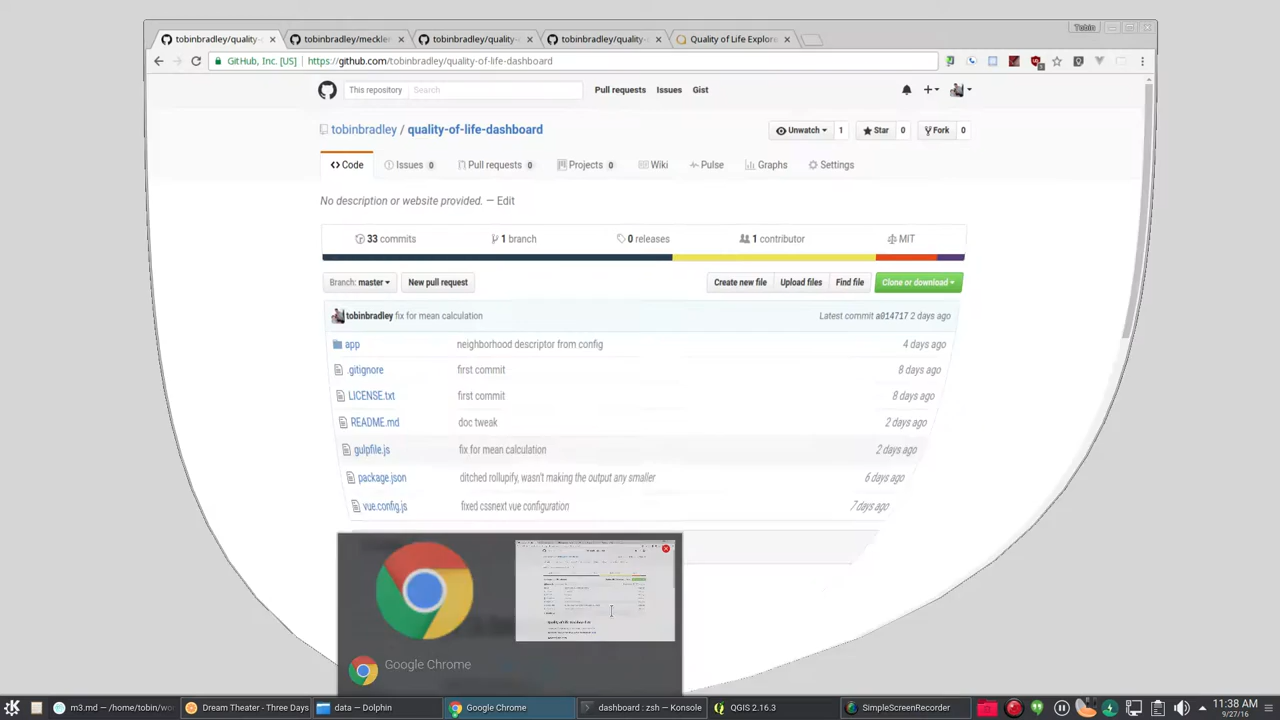 Tobin
tobinbradley/quality-
tobinbradley/meckle
tobinbradley/quality-o
tobinbradley/quality-o
Quality of Life Explore
GitHub, Inc. [US]
https://github.com/tobinbradley/quality-of-life-dashboard
This repository
Search
Pull requests
Issues
Gist
tobinbradley / quality-of-life-dashboard
Unwatch
1
Star
0
Fork
0
Code
Issues 0
Pull requests 0
Projects 0
Wiki
Pulse
Graphs
Settings
No description or website provided. — Edit
33 commits
1 branch
0 releases
1 contributor
MIT
Branch: master
New pull request
Create new file
Upload files
Find file
Clone or download
tobinbradley fix for mean calculation
Latest commit a014717 2 days ago
app
neighborhood descriptor from config
4 days ago
.gitignore
first commit
8 days ago
LICENSE.txt
first commit
8 days ago
README.md
doc tweak
2 days ago
gulpfile.js
fix for mean calculation
2 days ago
package.json
ditched rollupify, wasn't making the output any smaller
6 days ago
vue.config.js
fixed cssnext vue configuration
7 days ago
Google Chrome
m3.md — /home/tobin/wo
Dream Theater - Three Days
data — Dolphin
Google Chrome
dashboard : zsh — Konsole
QGIS 2.16.3
SimpleScreenRecorder
11:38 AM
9/27/16